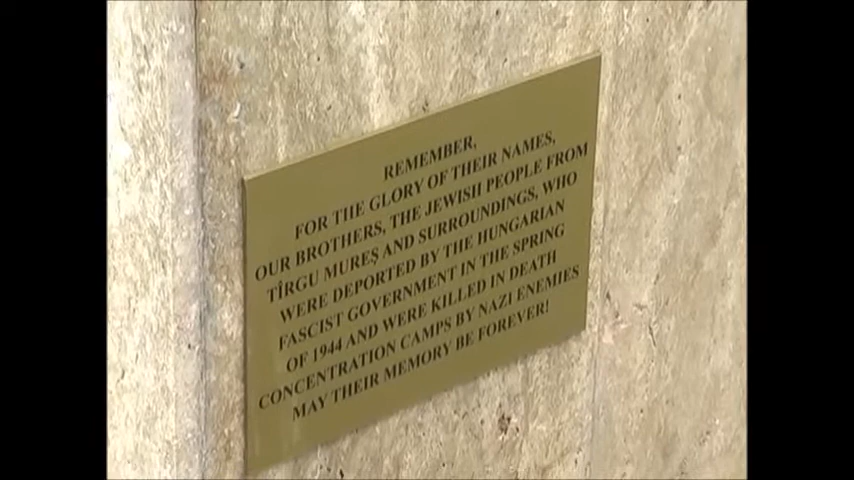 REMEMBER,
FOR THE GLORY OF THEIR NAMES,
OUR BROTHERS, THE JEWISH PEOPLE FROM
TÎRGU MUREŞ AND SURROUNDINGS, WHO
WERE DEPORTED BY THE HUNGARIAN
FASCIST GOVERNMENT IN THE SPRING
OF 1944 AND WERE KILLED IN DEATH
CONCENTRATION CAMPS BY NAZI ENEMIES
MAY THEIR MEMORY BE FOREVER!